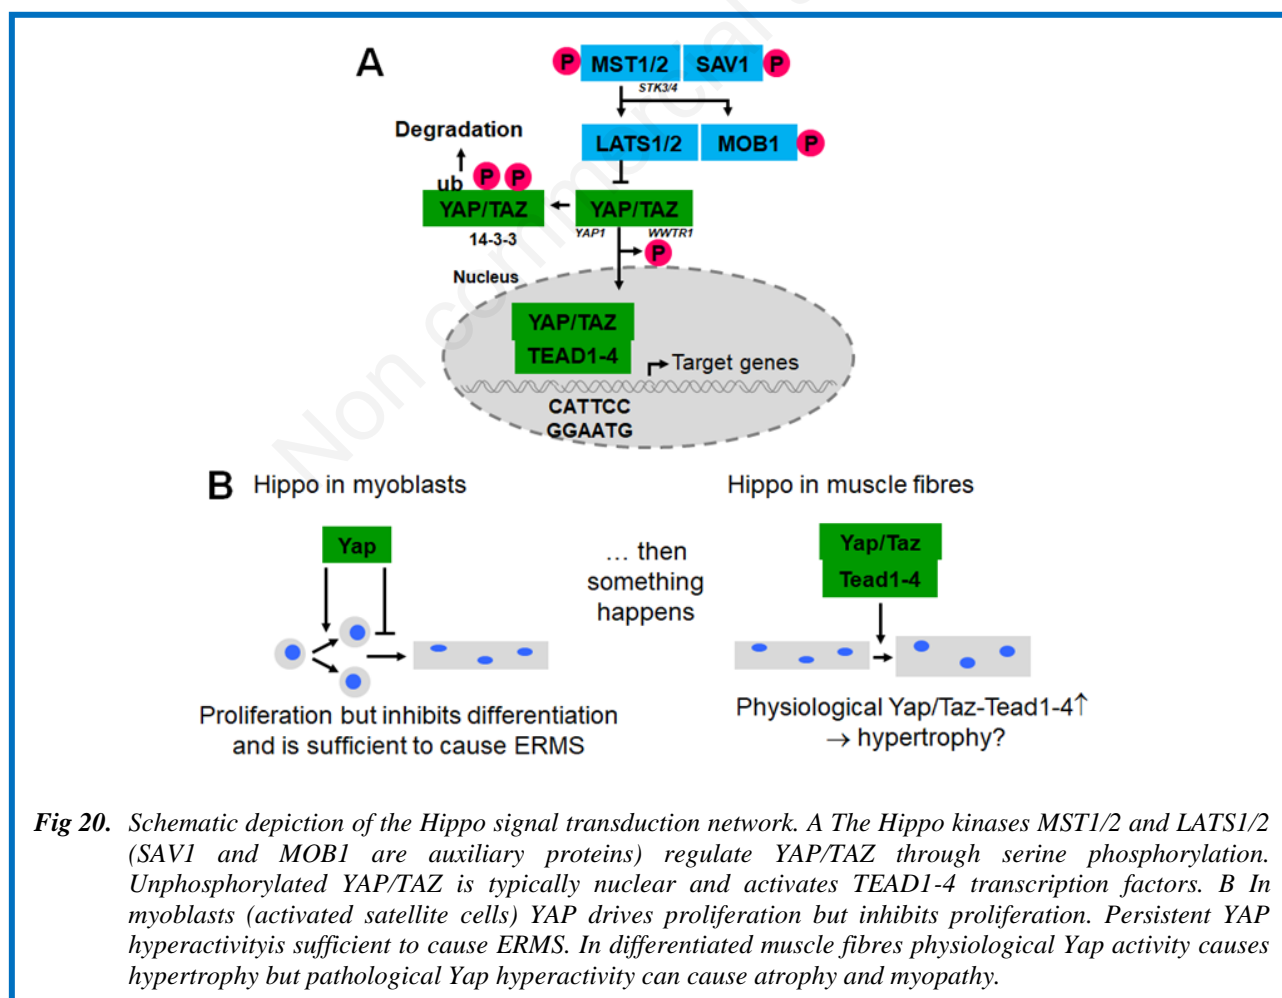 Non commercial
A
P MST1/2 SAV1 P
STK3/4
Degradation
LATS1/2 MOB1 P
ub P P
YAP/TAZ YAP/TAZ
14-3-3 YAP1 WWTR1
P
Nucleus
YAP/TAZ
TEAD1-4
Target genes
CATTCC
GGAATG
B Hippo in myoblasts
Yap
Proliferation but inhibits differentiation
and is sufficient to cause ERMS
... then
something
happens
Hippo in muscle fibres
Yap/Taz
Tead1-4
Physiological Yap/Taz-Tead1-4↑
→ hypertrophy?
Fig 20. Schematic depiction of the Hippo signal transduction network. A The Hippo kinases MST1/2 and LATS1/2
(SAV1 and MOB1 are auxiliary proteins) regulate YAP/TAZ through serine phosphorylation.
Unphosphorylated YAP/TAZ is typically nuclear and activates TEAD1-4 transcription factors. B In
myoblasts (activated satellite cells) YAP drives proliferation but inhibits proliferation. Persistent YAP
hyperactivityis sufficient to cause ERMS. In differentiated muscle fibres physiological Yap activity causes
hypertrophy but pathological Yap hyperactivity can cause atrophy and myopathy.